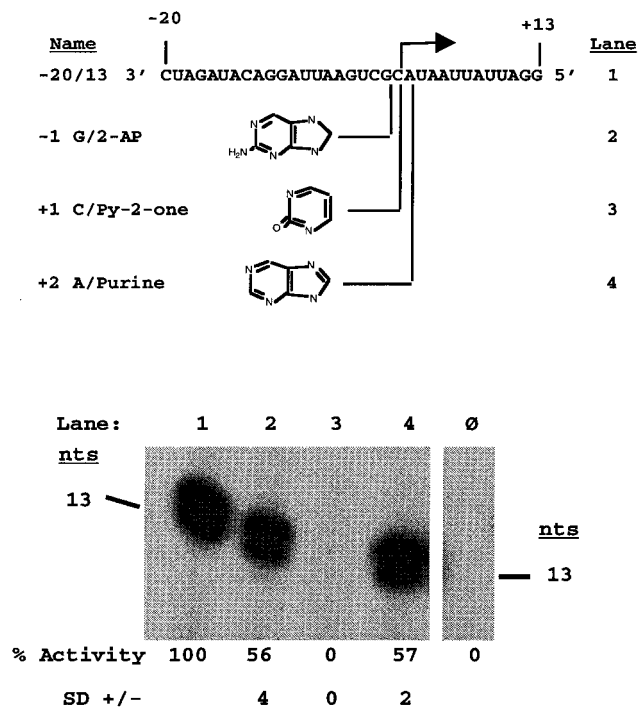 -20
+13
Name
Lane
-20/13 3' CUAGAUACAGGAUUAAGUCGCAUAAUUAUUAGG 5' 1
-1 G/2-AP H₂N N N N N 2
+1 C/Py-2-one O N N 3
+2 A/Purine N N N N 4
Lane: 1 2 3 4 Ø
nts
13
nts
13
% Activity 100 56 0 57 0
SD +/- 4 0 2